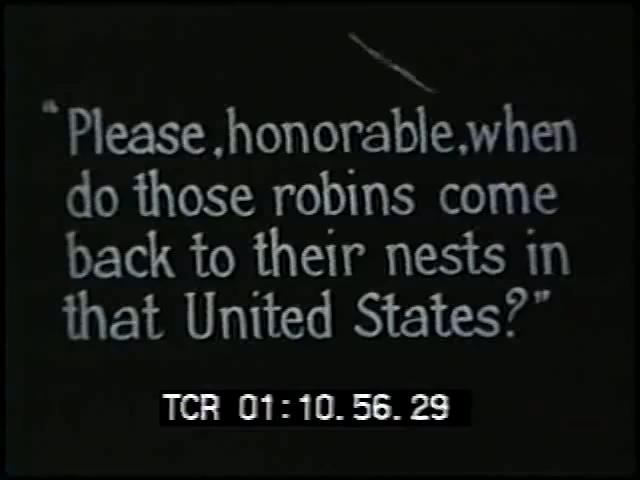 "Please, honorable, when
do those robins come
back to their nests in
that United States?"
TCR 01:10.56.29